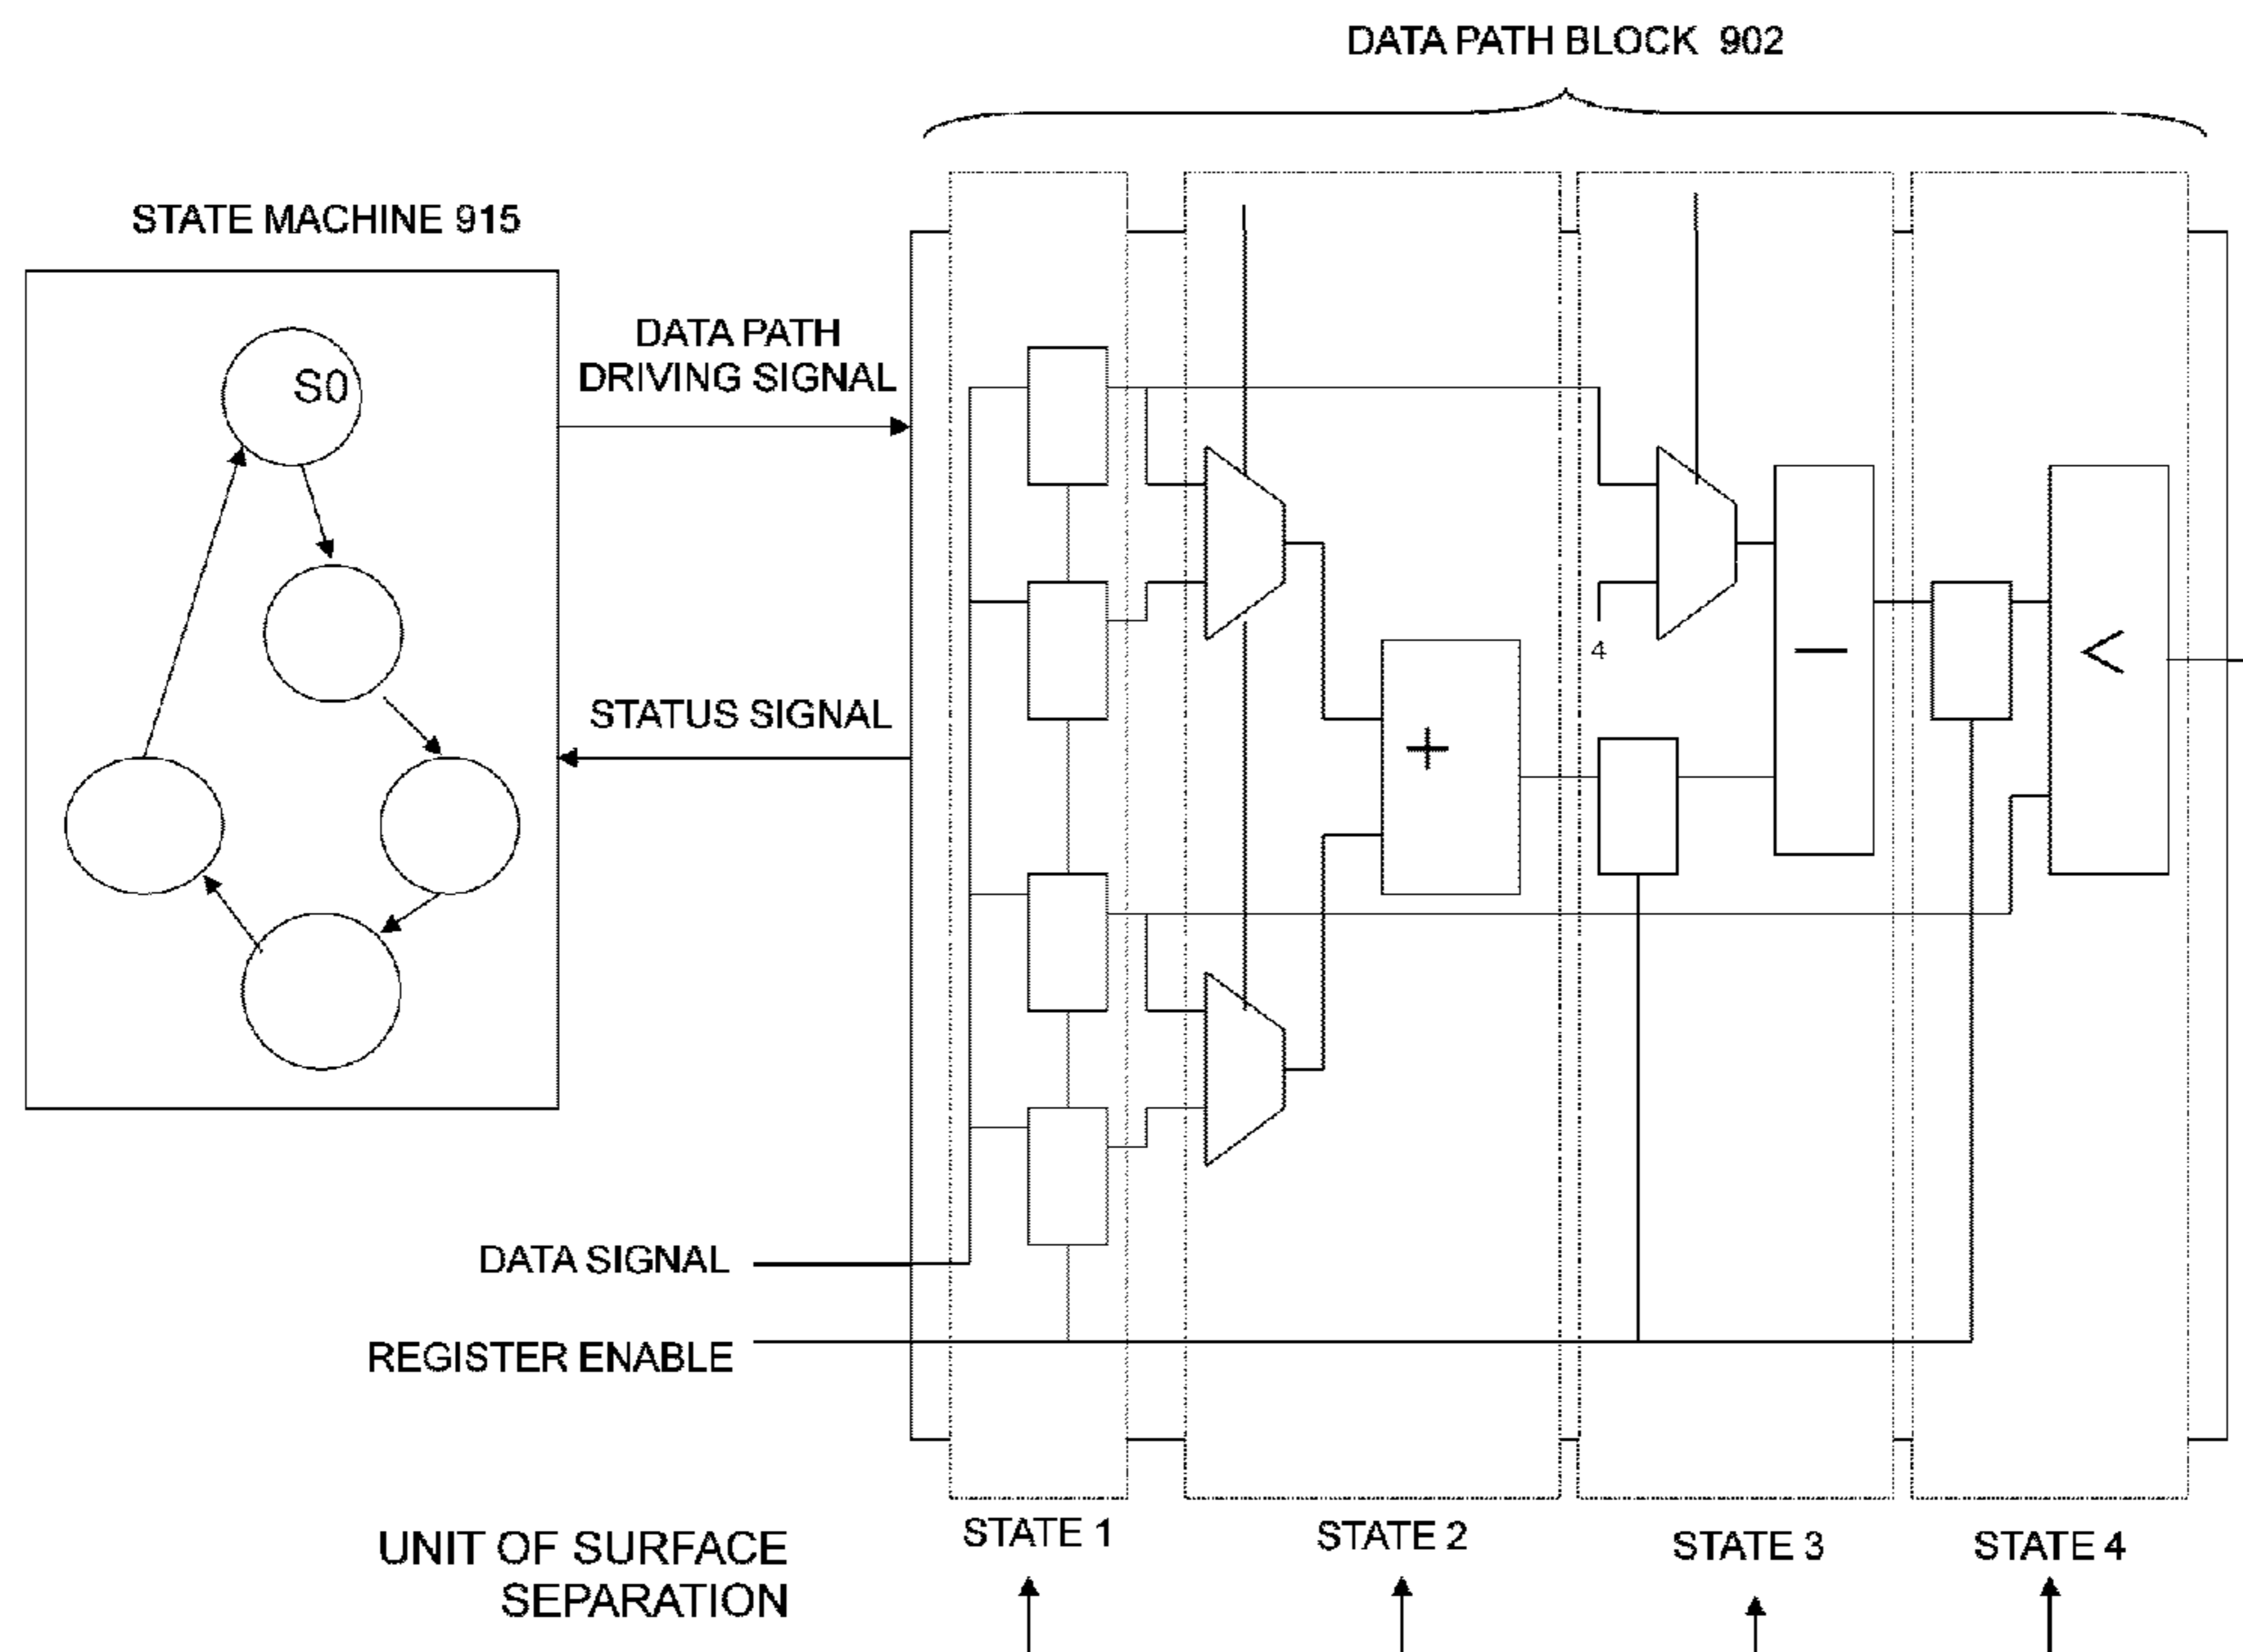 DATA PATH BLOCK 902
STATE MACHINE 915
S0
DATA PATH
DRIVING SIGNAL
STATUS SIGNAL
4
+
−
<
DATA SIGNAL
REGISTER ENABLE
STATE 1
STATE 2
STATE 3
STATE 4
UNIT OF SURFACE
SEPARATION